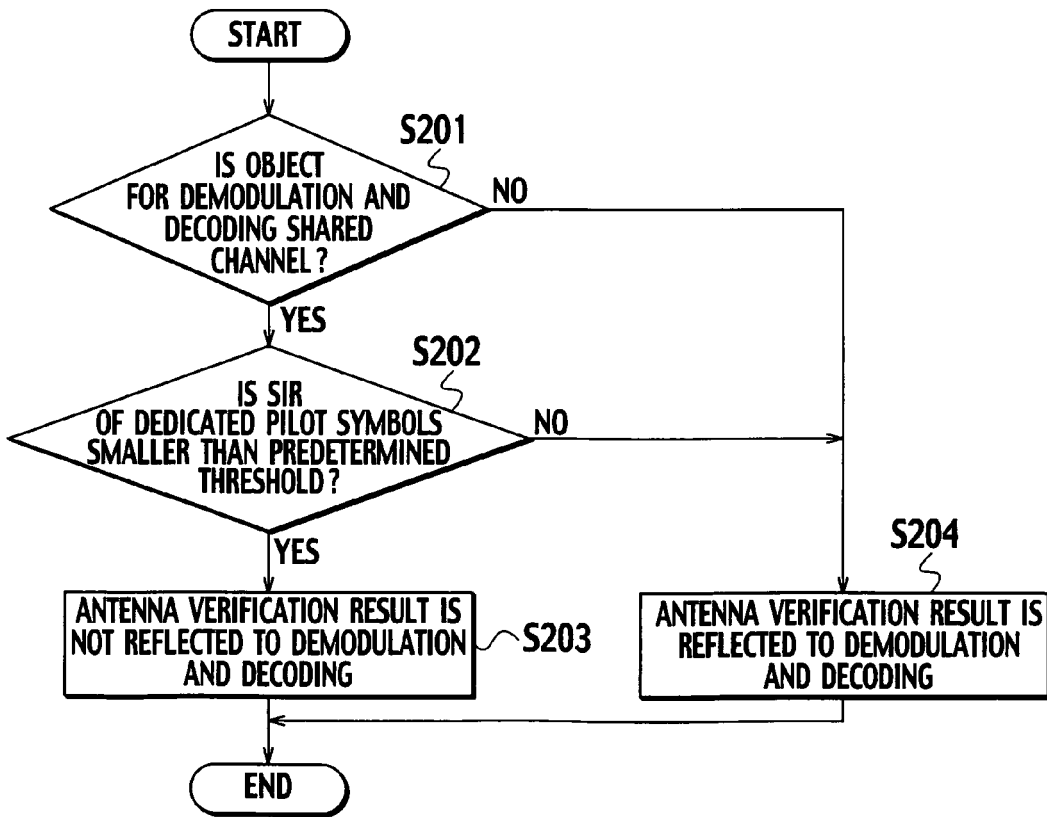 START
S201
IS OBJECT
FOR DEMODULATION AND
DECODING SHARED
CHANNEL?
NO
YES
S202
IS SIR
OF DEDICATED PILOT SYMBOLS
SMALLER THAN PREDETERMINED
THRESHOLD?
NO
YES
ANTENNA VERIFICATION RESULT IS
NOT REFLECTED TO DEMODULATION
AND DECODING
S203
S204
ANTENNA VERIFICATION RESULT IS
REFLECTED TO DEMODULATION
AND DECODING
END